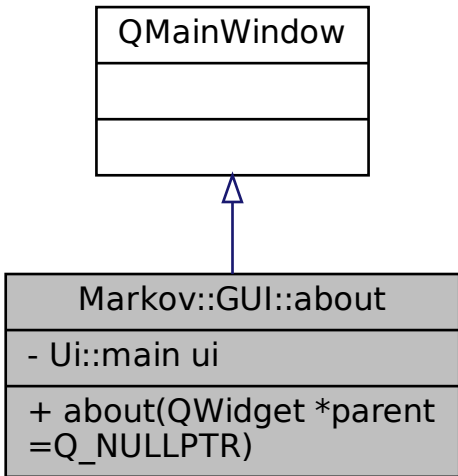 QMainWindow
Markov::GUI::about
- Ui::main ui
+ about(QWidget *parent
=Q_NULLPTR)